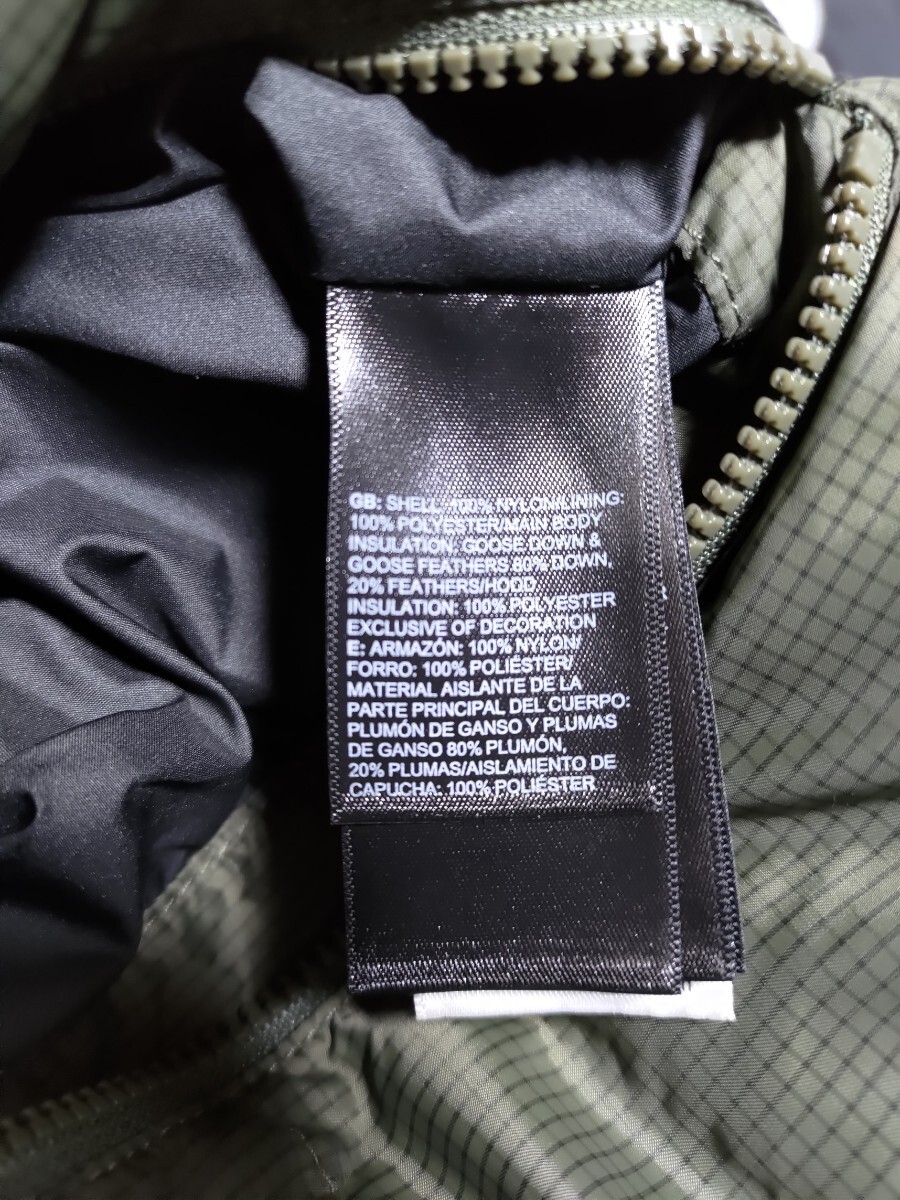 GB: SHELL: 100% NYLON/LINING:
100% POLYESTER/MAIN BODY
INSULATION: GOOSE DOWN &
GOOSE FEATHERS 80% DOWN,
20% FEATHERS/HOOD
INSULATION: 100% POLYESTER
EXCLUSIVE OF DECORATION
E: ARMAZÓN: 100% NYLON/
FORRO: 100% POLIÉSTER/
MATERIAL AISLANTE DE LA
PARTE PRINCIPAL DEL CUERPO:
PLUMÓN DE GANSO Y PLUMAS
DE GANSO 80% PLUMÓN,
20% PLUMAS/AISLAMIENTO DE
CAPUCHA: 100% POLIÉSTER